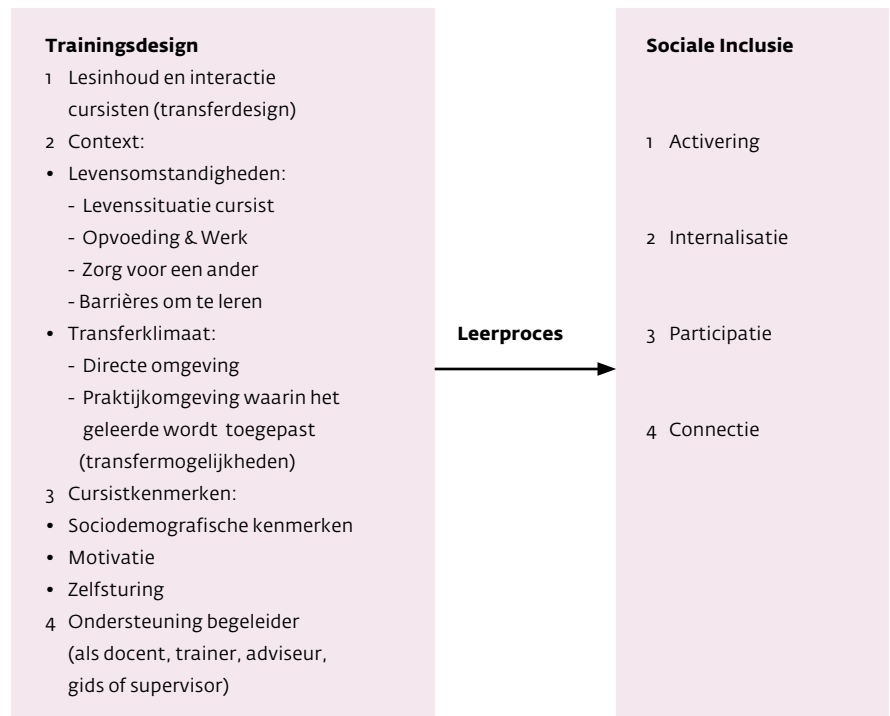 Trainingsdesign
1 Lesinhoud en interactie
cursisten (transferdesign)
2 Context:
• Levensomstandigheden:
- Levenssituatie cursist
- Opvoeding & Werk
- Zorg voor een ander
- Barrières om te leren
• Transferklimaat:
- Directe omgeving
- Praktijkomgeving waarin het
geleerde wordt toegepast
(transfermogelijkheden)
3 Cursistkenmerken:
• Sociodemografische kenmerken
• Motivatie
• Zelfsturing
4 Ondersteuning begeleider
(als docent, trainer, adviseur,
gids of supervisor)
Leerproces
Sociale Inclusie
1 Activering
2 Internalisatie
3 Participatie
4 Connectie